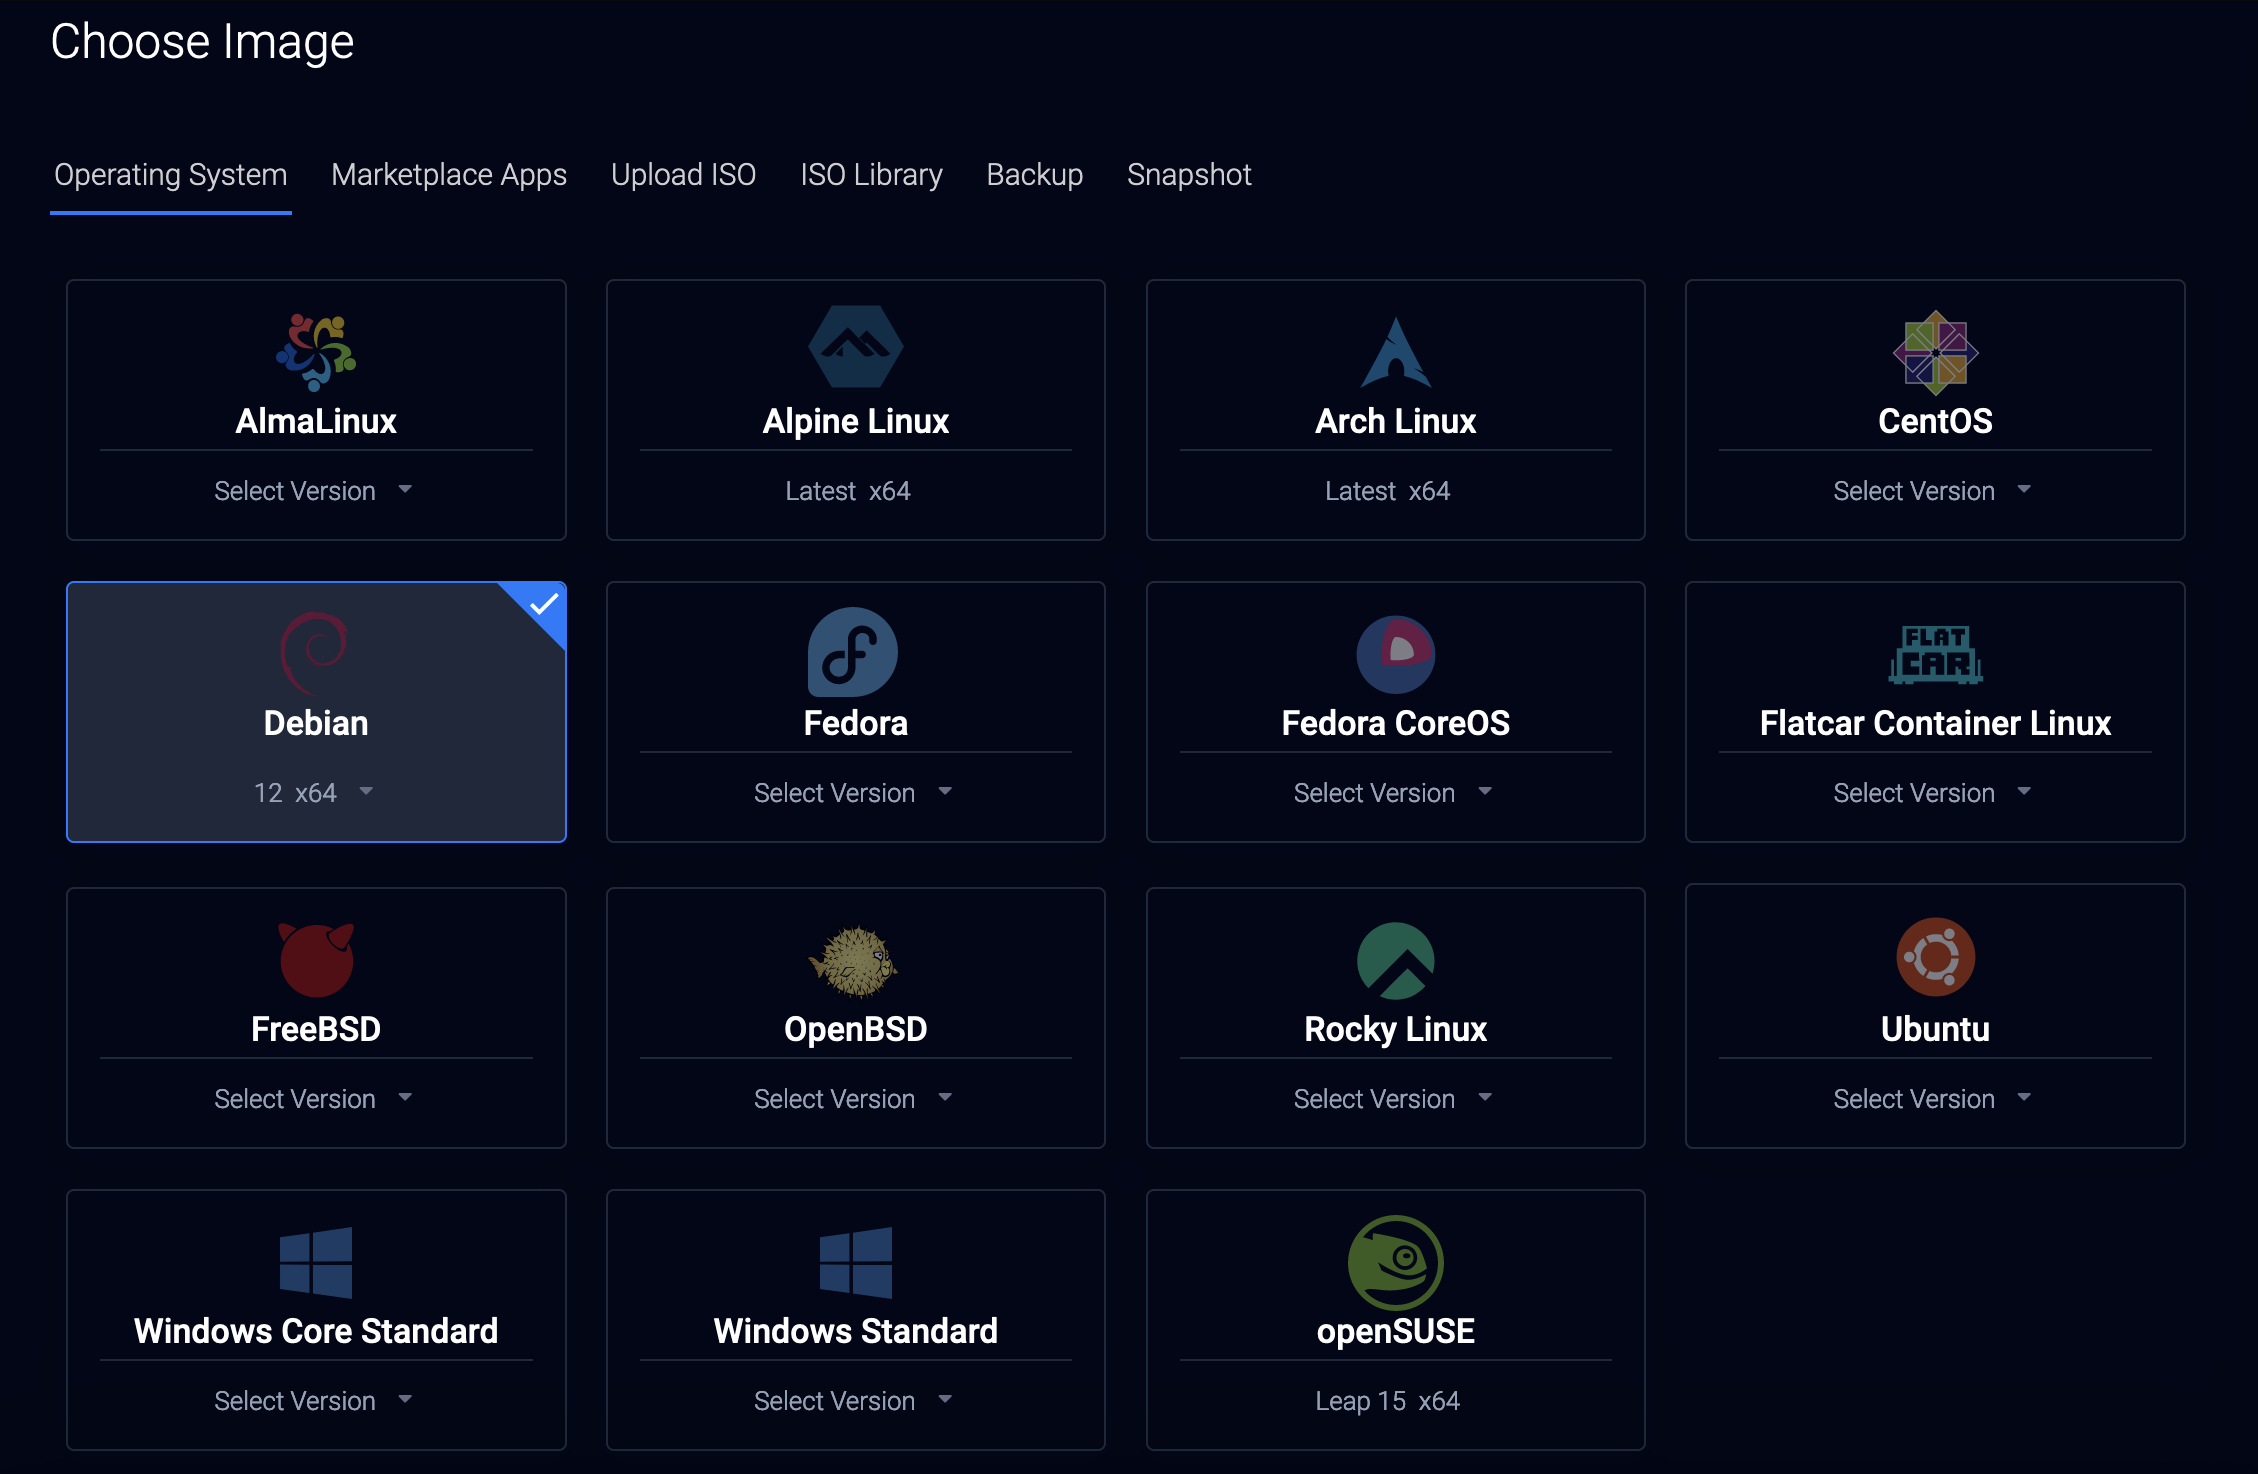 Choose Image
Operating System Marketplace Apps Upload ISO ISO Library Backup Snapshot
AlmaLinux
Select Version
Alpine Linux
Latest x64
Arch Linux
Latest x64
CentOS
Select Version
Debian
12 x64
Fedora
Select Version
Fedora CoreOS
Select Version
FLAT
CAR
Flatcar Container Linux
Select Version
FreeBSD
Select Version
OpenBSD
Select Version
Rocky Linux
Select Version
Ubuntu
Select Version
Windows Core Standard
Select Version
Windows Standard
Select Version
openSUSE
Leap 15 x64